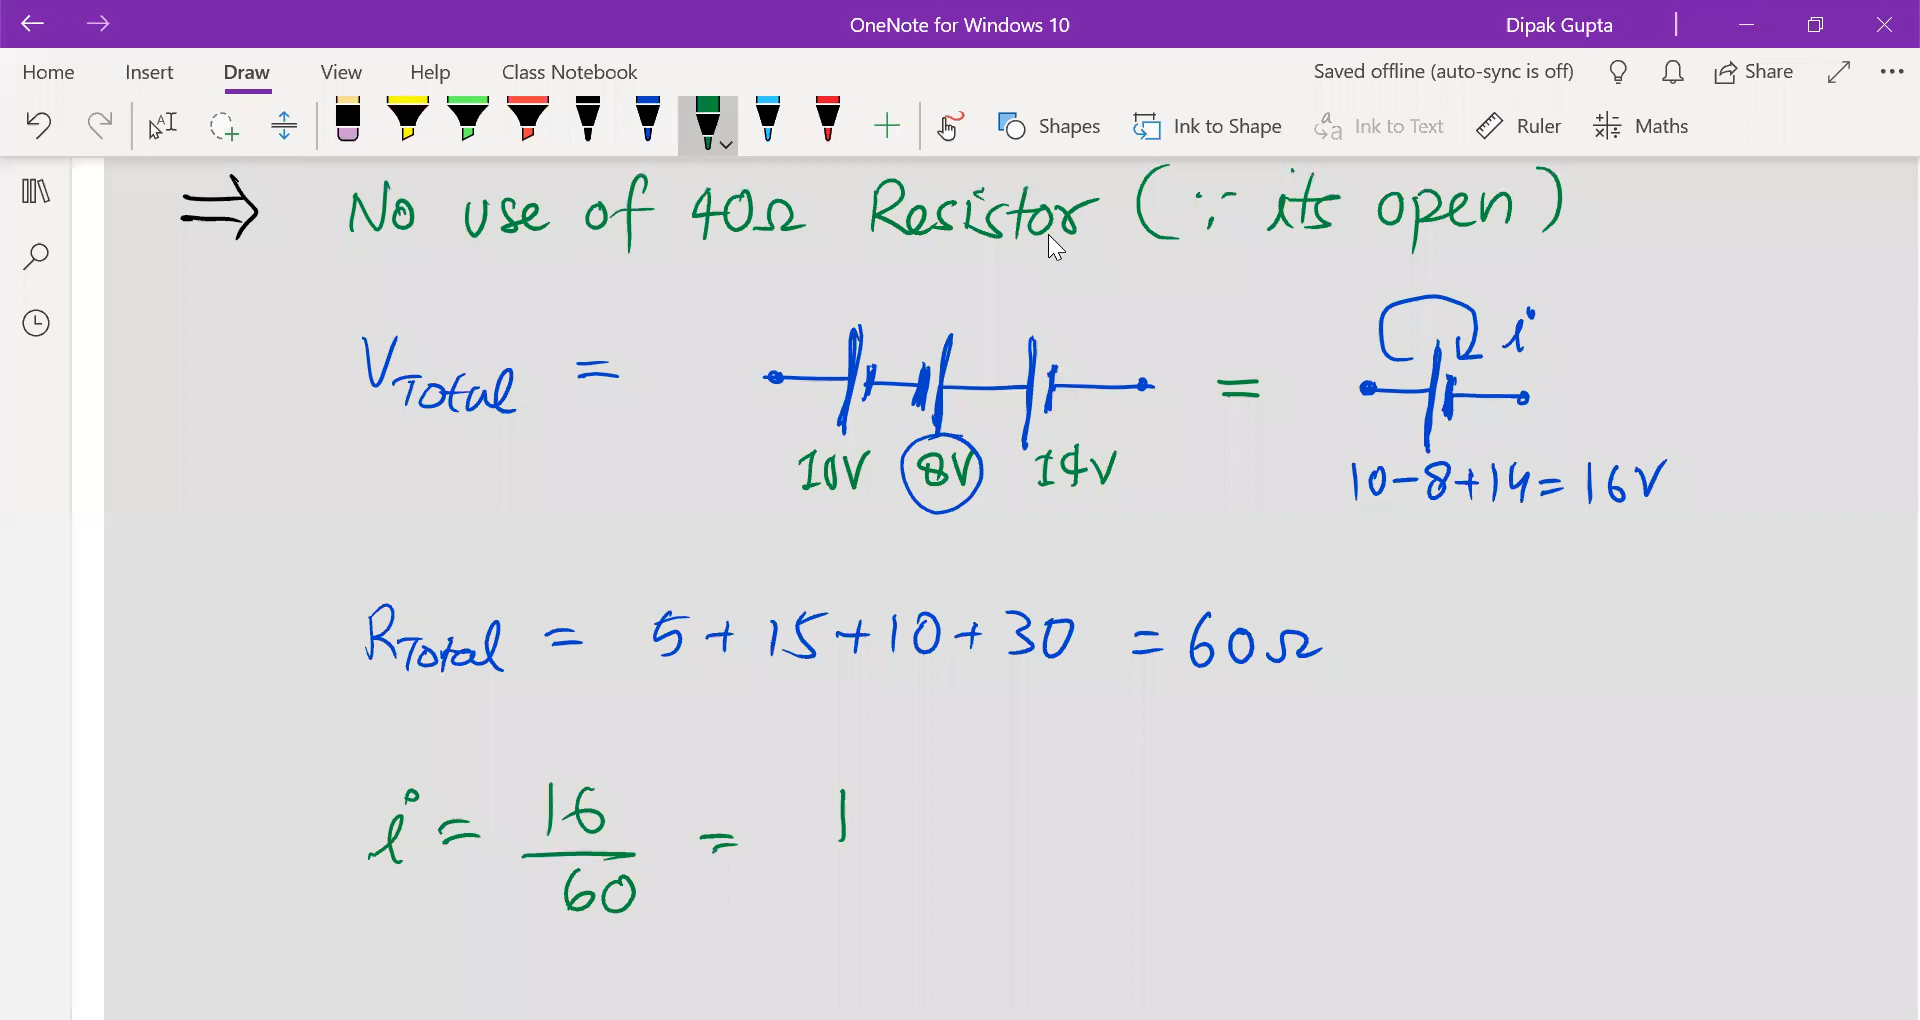 OneNote for Windows 10
Dipak Gupta
Home Insert Draw View Help Class Notebook
Saved offline (auto-sync is off) Share
Shapes Ink to Shape Ink to Text Ruler Maths
⇒ No use of 40Ω Resistor (∵ its open)
i
V Total = =
10V 8V 14V 10-8+14= 16V
R Total = 5+15+10+30 = 60Ω
i = 16/60 = 1